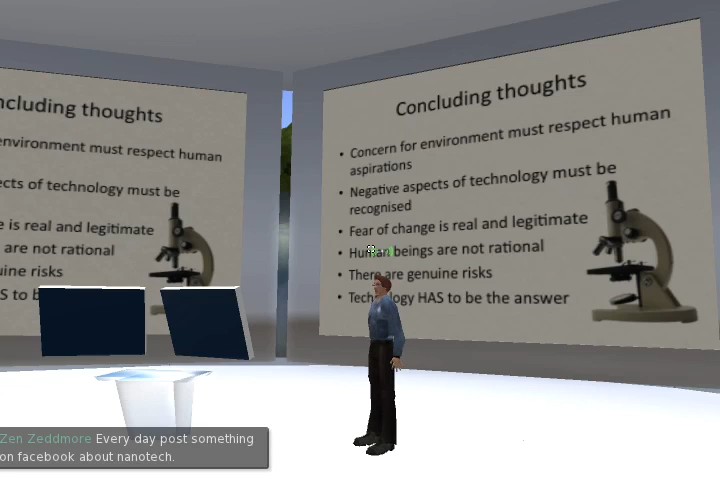 ncluding thoughts
environment must respect human
ects of technology must be
e is real and legitimate
are not rational
uine risks
S to b
Concluding thoughts
• Concern for environment must respect human
aspirations
• Negative aspects of technology must be
recognised
• Fear of change is real and legitimate
• Human beings are not rational
• There are genuine risks
• Technology HAS to be the answer
Zen Zeddmore Every day post something
on facebook about nanotech.